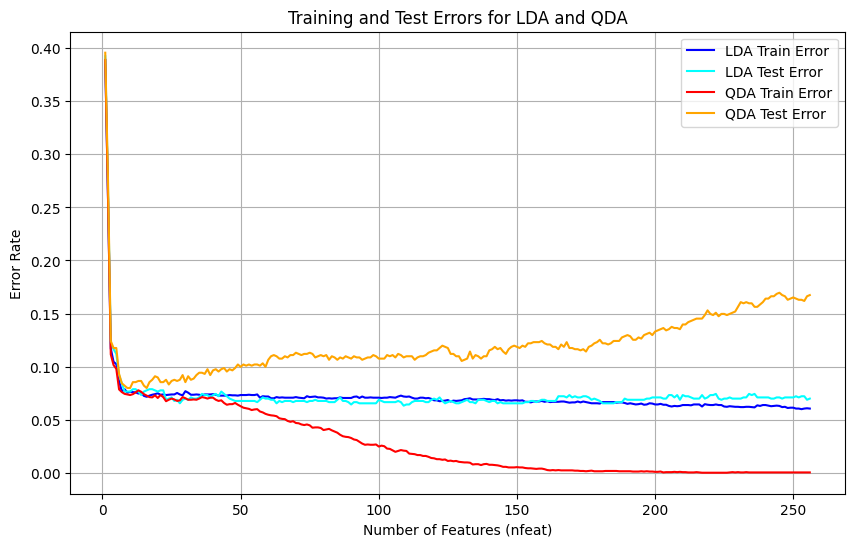 Training and Test Errors for LDA and QDA
LDA Train Error
LDA Test Error
QDA Train Error
QDA Test Error
Error Rate
0.40
0.35
0.30
0.25
0.20
0.15
0.10
0.05
0.00
0
50
100
150
200
250
Number of Features (nfeat)